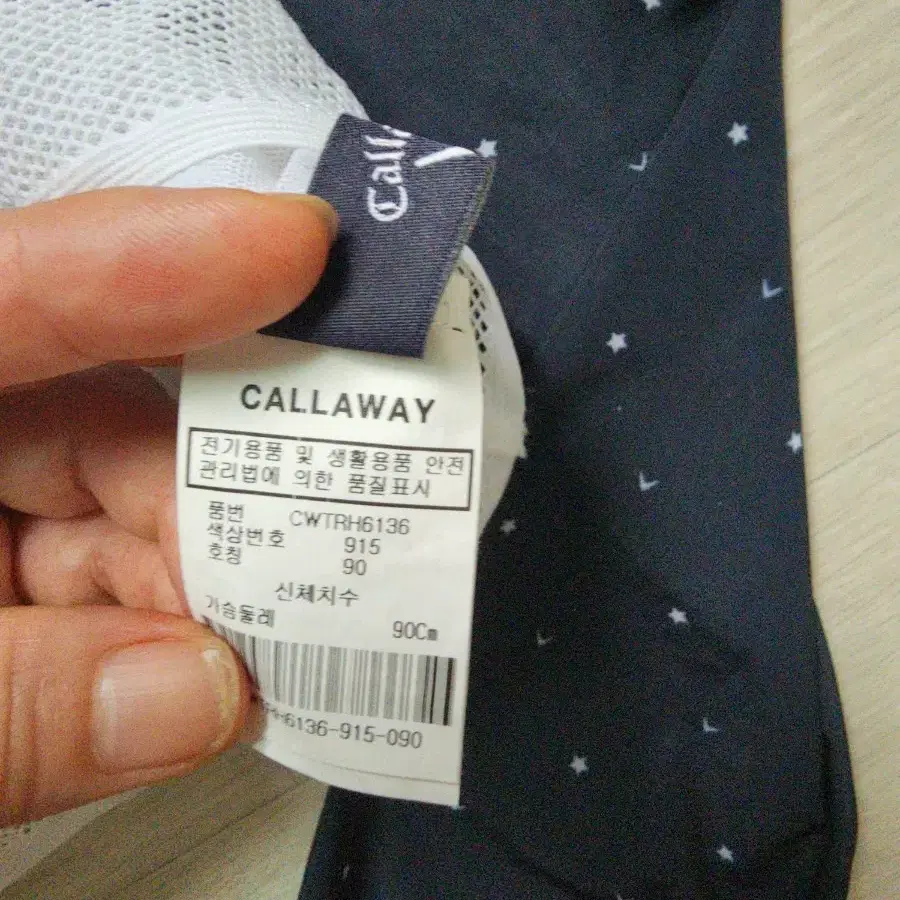 CALLAWAY
전기용품 및 생활용품 안전
관리법에 의한 품질표시
품번 CWTRH6136
색상번호 915
호칭 90
신체치수
가슴둘레 90Cm
H6136-915-090